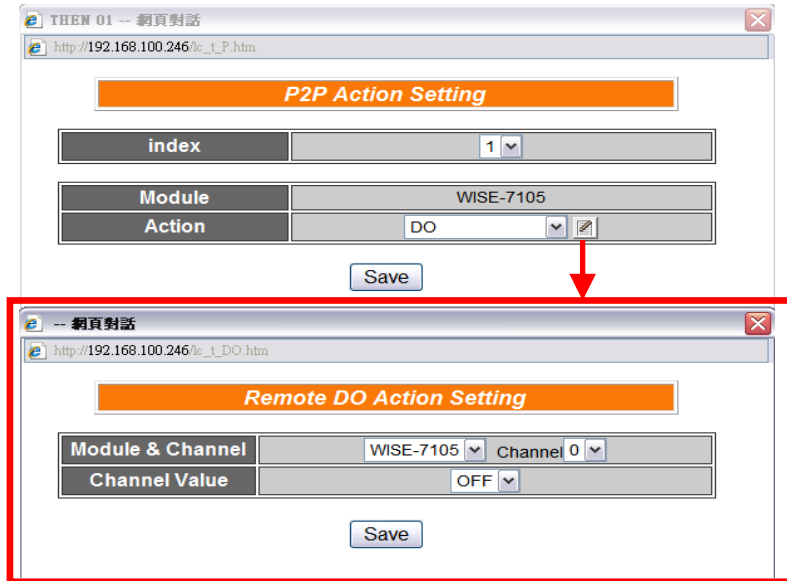 THEN 01 -- 網頁對話
http://192.168.100.246/lc_t_P.htm
P2P Action Setting
index 1
Module WISE-7105
Action DO
Save
-- 網頁對話
http://192.168.100.246/lc_t_DO.htm
Remote DO Action Setting
Module & Channel WISE-7105 Channel 0
Channel Value OFF
Save